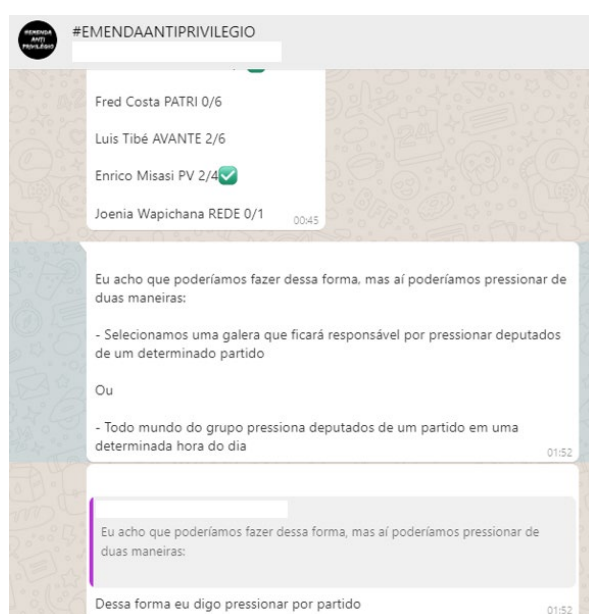 #EMENDA
ANTI
PRIVILÉGIO
#EMENDAANTIPRIVILEGIO
Fred Costa PATRI 0/6
Luis Tibé AVANTE 2/6
Enrico Misasi PV 2/4✅
Joenia Wapichana REDE 0/1
00:45
Eu acho que poderíamos fazer dessa forma, mas aí poderíamos pressionar de
duas maneiras:
- Selecionamos uma galera que ficará responsável por pressionar deputados
de um determinado partido
Ou
- Todo mundo do grupo pressiona deputados de um partido em uma
determinada hora do dia
01:52
Eu acho que poderíamos fazer dessa forma, mas aí poderíamos pressionar de
duas maneiras:
Dessa forma eu digo pressionar por partido
01:52